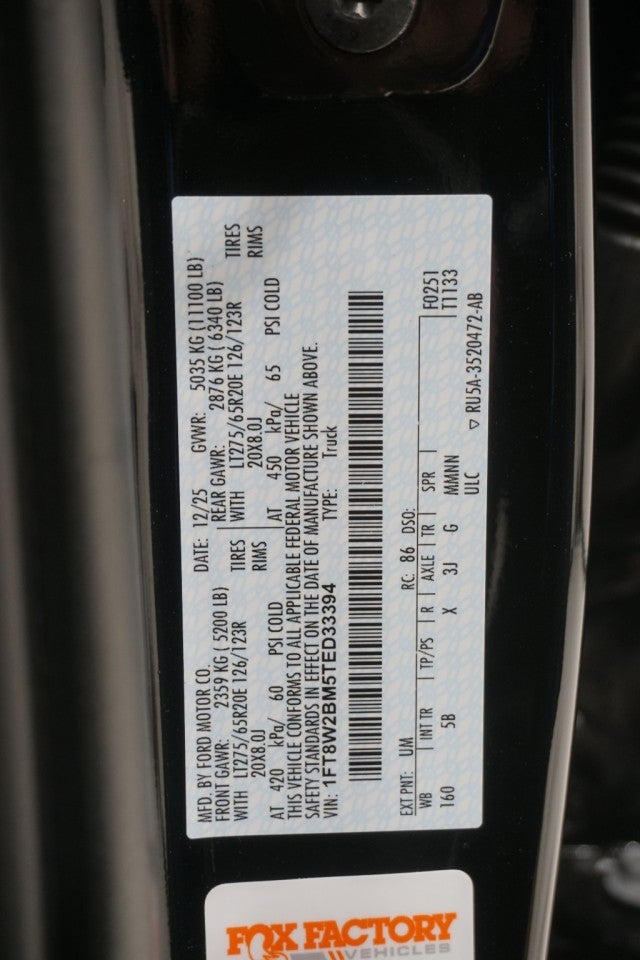 MFD. BY FORD MOTOR CO.
DATE: 12/25 GVWR: 5035 KG (11100 LB)
FRONT GAWR: 2359 KG ( 5200 LB) REAR GAWR: 2876 KG ( 6340 LB)
WITH LT275/65R20E 126/123R TIRES WITH LT275/65R20E 126/123R TIRES
20X8.0J RIMS 20X8.0J RIMS
AT 420 kPa/ 60 PSI COLD AT 450 kPa/ 65 PSI COLD
THIS VEHICLE CONFORMS TO ALL APPLICABLE FEDERAL MOTOR VEHICLE
SAFETY STANDARDS IN EFFECT ON THE DATE OF MANUFACTURE SHOWN ABOVE.
VIN: 1FT8W2BM5TED33394 TYPE: Truck
EXT PNT: UM RC: 86 DSO: F0251
WB INT TR TP/PS R AXLE TR SPR T1133
160 5B X 3J G MMNN
ULC ▽ RU5A-3520472-AB
FOX FACTORY
VEHICLES